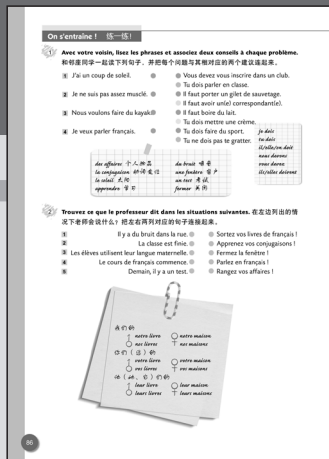 On s'entraîne ! 练一练！
1 Avec votre voisin, lisez les phrases et associez deux conseils à chaque problème.
和邻座同学一起读下列句子，并把每个问题与其相对应的两个建议连起来。
1 J'ai un coup de soleil.
Vous devez vous inscrire dans un club.
Tu dois parler en classe.
2 Je ne suis pas assez musclé.
Il faut porter un gilet de sauvetage.
Il faut avoir un(e) correspondant(e).
3 Nous voulons faire du kayak
Il faut boire du lait.
Tu dois mettre une crème.
4 Je veux parler français.
Tu dois faire du sport.
Tu ne dois pas te gratter.
je dois
tu dois
il/elle/on doit
nous devons
vous devez
ils/elles doivent
des affaires 个人物品 du bruit 噪音
la conjugaison 动词变位 une fenêtre 窗户
le soleil 太阳 un test 考试
apprendre 学习 fermer 关闭
2 Trouvez ce que le professeur dit dans les situations suivantes. 在左边列出的情
况下老师会说什么？把左右两列对应的句子连接起来。
1 Il y a du bruit dans la rue. Sortez vos livres de français !
2 La classe est finie. Apprenez vos conjugaisons !
3 Les élèves utilisent leur langue maternelle. Fermez la fenêtre !
4 Le cours de français commence. Parlez en français !
5 Demain, il y a un test. Rangez vos affaires !
我们的
notre livre notre maison
nos livres nos maisons
你们（您）的
votre livre votre maison
vos livres vos maisons
他（她、它）们的
leur livre leur maison
leurs livres leurs maisons
86